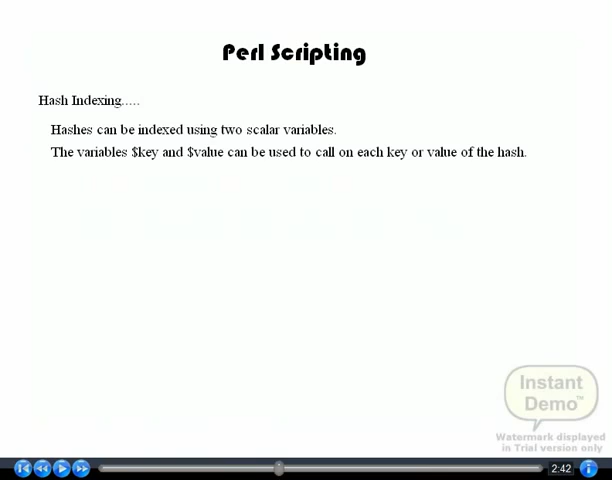 Perl Scripting
Hash Indexing.....
Hashes can be indexed using two scalar variables.
The variables $key and $value can be used to call on each key or value of the hash.
Instant
Demo™
Watermark displayed
in Trial version only
2:42